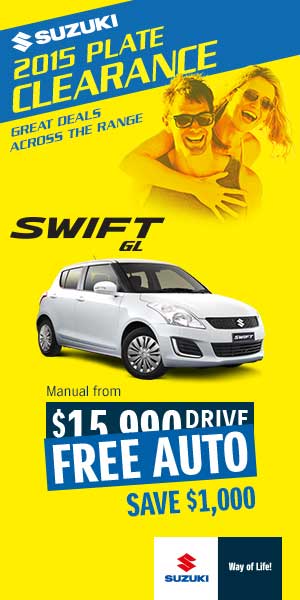 SUZUKI
2015 PLATE
CLEARANCE
GREAT DEALS
ACROSS THE RANGE
SWIFT
GL
SWIFT
Manual from
$15,990 DRIVE
FREE AUTO
SAVE $1,000
SUZUKI
Way of Life!